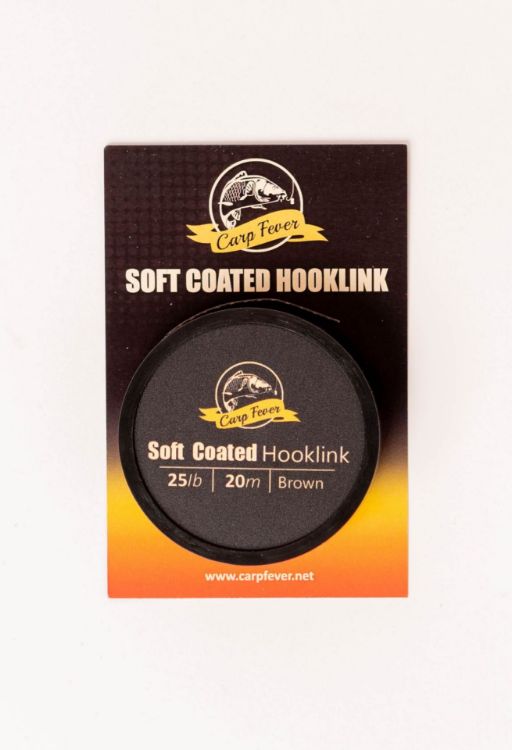 Carp Fever
SOFT COATED HOOKLINK
Carp Fever
Soft Coated Hooklink
25lb | 20m | Brown
www.carpfever.net